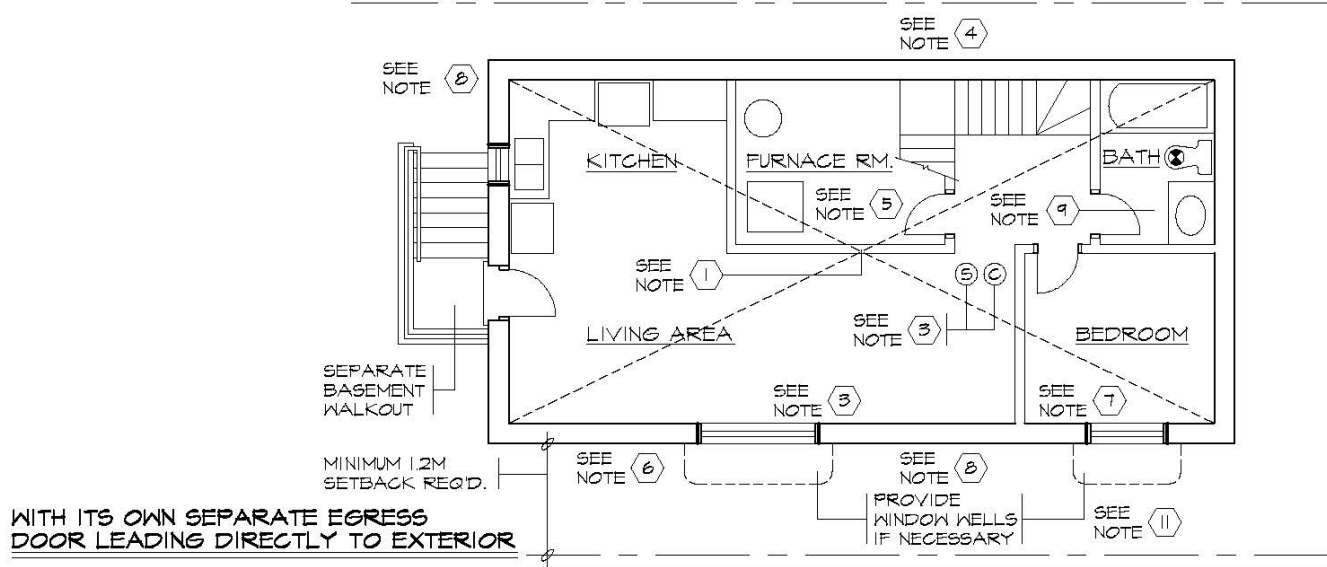 SEE
NOTE 4
SEE
NOTE 8
KITCHEN
FURNACE RM.
BATH
SEE
NOTE 5
SEE
NOTE 9
SEE
NOTE 1
S C
SEE
NOTE 3
LIVING AREA
BEDROOM
SEPARATE
BASEMENT
WALKOUT
SEE
NOTE 3
SEE
NOTE 7
MINIMUM 1.2M
SETBACK REQ'D.
SEE
NOTE 6
SEE
NOTE 8
PROVIDE
WINDOW WELLS
IF NECESSARY
SEE
NOTE 11
WITH ITS OWN SEPARATE EGRESS
DOOR LEADING DIRECTLY TO EXTERIOR